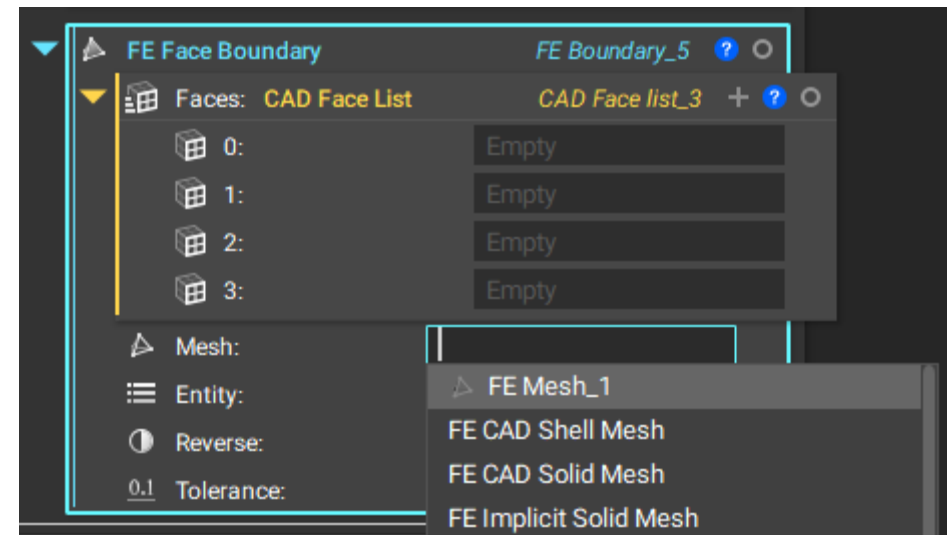 FE Face Boundary FE Boundary_5 ?
Faces: CAD Face List CAD Face list_3 + ?
0: Empty
1: Empty
2: Empty
3: Empty
Mesh:
FE Mesh_1
Entity:
FE CAD Shell Mesh
Reverse:
FE CAD Solid Mesh
0.1 Tolerance:
FE Implicit Solid Mesh